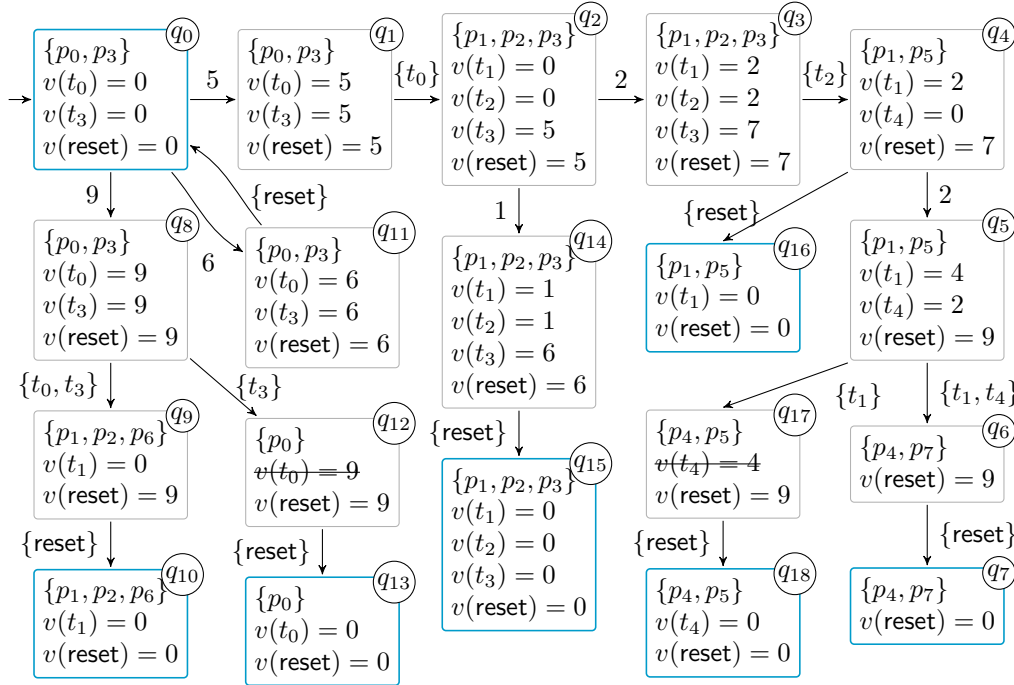 q₀
{p₀, p₃}
v(t₀) = 0
v(t₃) = 0
v(reset) = 0
5
q₁
{p₀, p₃}
v(t₀) = 5
v(t₃) = 5
v(reset) = 5
{t₀}
q₂
{p₁, p₂, p₃}
v(t₁) = 0
v(t₂) = 0
v(t₃) = 5
v(reset) = 5
2
q₃
{p₁, p₂, p₃}
v(t₁) = 2
v(t₂) = 2
v(t₃) = 7
v(reset) = 7
{t₂}
q₄
{p₁, p₅}
v(t₁) = 2
v(t₄) = 0
v(reset) = 7
9
6
{reset}
1
{reset}
2
q₈
{p₀, p₃}
v(t₀) = 9
v(t₃) = 9
v(reset) = 9
q₁₁
{p₀, p₃}
v(t₀) = 6
v(t₃) = 6
v(reset) = 6
q₁₄
{p₁, p₂, p₃}
v(t₁) = 1
v(t₂) = 1
v(t₃) = 6
v(reset) = 6
q₁₆
{p₁, p₅}
v(t₁) = 0
v(reset) = 0
q₅
{p₁, p₅}
v(t₁) = 4
v(t₄) = 2
v(reset) = 9
{t₀, t₃}
{t₃}
{reset}
{t₁}
{t₁, t₄}
q₉
{p₁, p₂, p₆}
v(t₁) = 0
v(reset) = 9
q₁₂
{p₀}
v(t₀) = 9
v(reset) = 9
q₁₅
{p₁, p₂, p₃}
v(t₁) = 0
v(t₂) = 0
v(t₃) = 0
v(reset) = 0
q₁₇
{p₄, p₅}
v(t₄) = 4
v(reset) = 9
q₆
{p₄, p₇}
v(reset) = 9
{reset}
{reset}
{reset}
{reset}
q₁₀
{p₁, p₂, p₆}
v(t₁) = 0
v(reset) = 0
q₁₃
{p₀}
v(t₀) = 0
v(reset) = 0
q₁₈
{p₄, p₅}
v(t₄) = 0
v(reset) = 0
q₇
{p₄, p₇}
v(reset) = 0